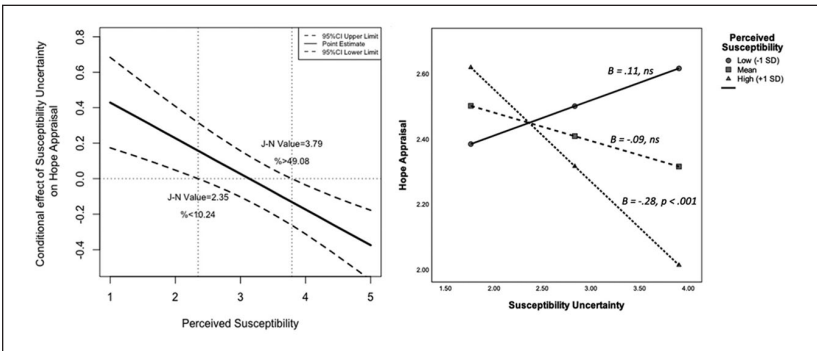 95%CI Upper Limit
Point Estimate
95%CI Lower Limit
Conditional effect of Susceptibility Uncertainty
on Hope Appraisal
0.8
0.6
0.4
0.2
0.0
-0.2
-0.4
J-N Value=3.79
%>49.08
J-N Value=2.35
%<10.24
1
2
3
4
5
Perceived Susceptibility
Hope Appraisal
2.60
2.40
2.20
2.00
B = .11, ns
B = -.09, ns
B = -.28, p < .001
1.50
2.00
2.50
3.00
3.50
4.00
Susceptibility Uncertainty
Perceived
Susceptibility
Low (-1 SD)
Mean
High (+1 SD)